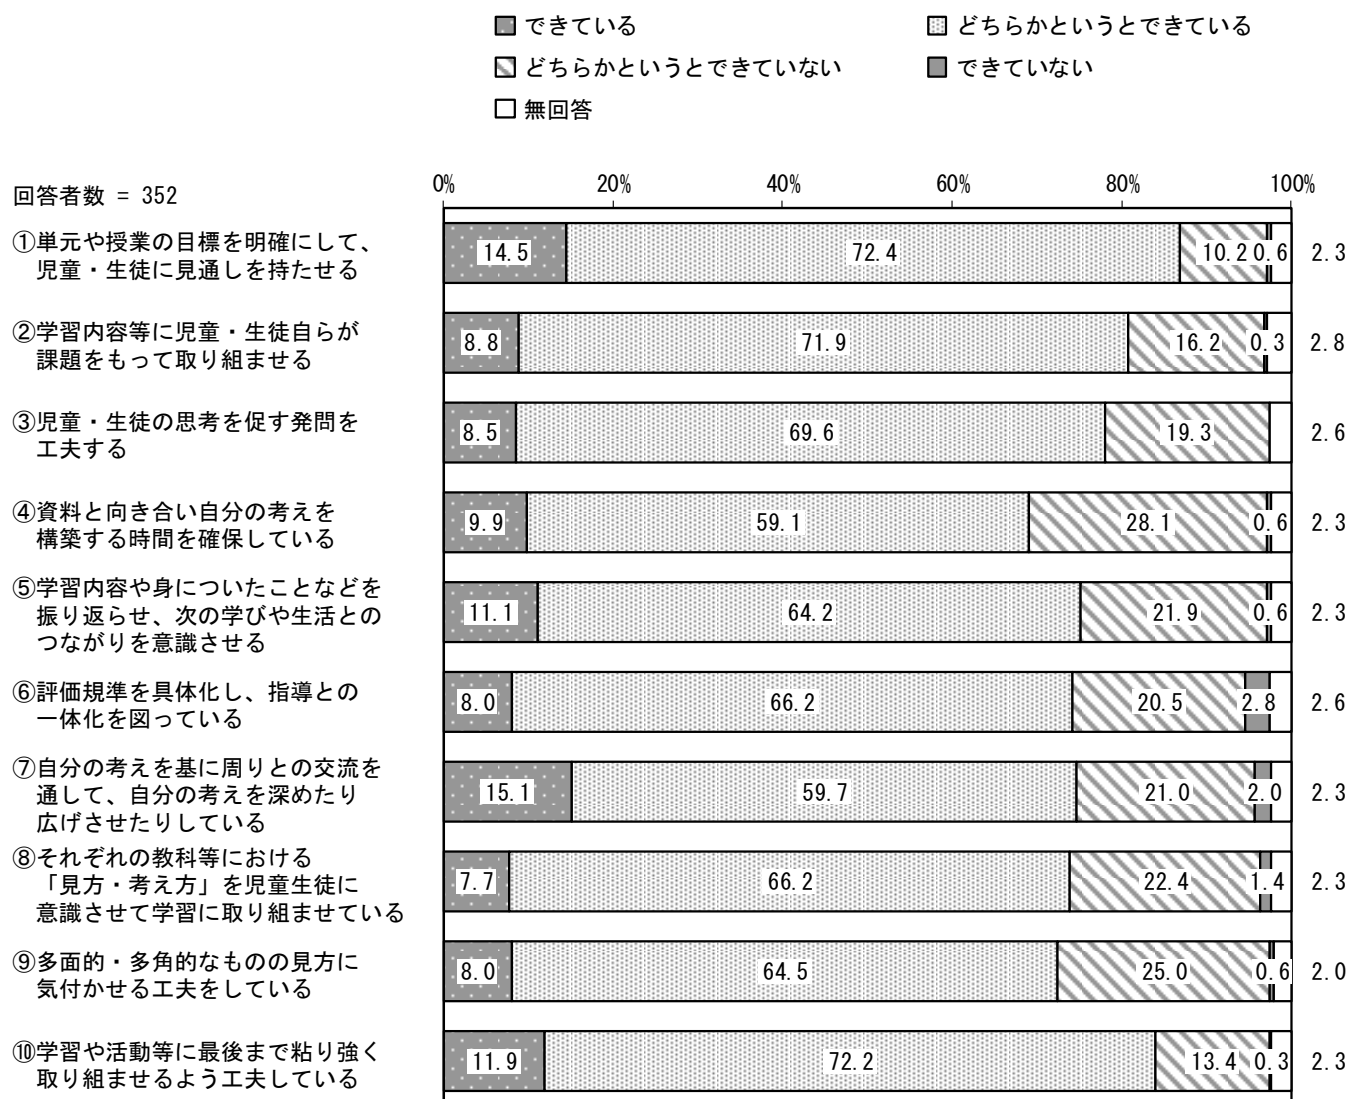 できている
どちらかというとできている
どちらかというとできていない
できていない
無回答
回答者数 = 352
0% 20% 40% 60% 80% 100%
①単元や授業の目標を明確にして、
児童・生徒に見通しを持たせる
14.5 72.4 10.2 0.6 2.3
②学習内容等に児童・生徒自らが
課題をもって取り組ませる
8.8 71.9 16.2 0.3 2.8
③児童・生徒の思考を促す発問を
工夫する
8.5 69.6 19.3 2.6
④資料と向き合い自分の考えを
構築する時間を確保している
9.9 59.1 28.1 0.6 2.3
⑤学習内容や身についたことなどを
振り返らせ、次の学びや生活との
つながりを意識させる
11.1 64.2 21.9 0.6 2.3
⑥評価規準を具体化し、指導との
一体化を図っている
8.0 66.2 20.5 2.8 2.6
⑦自分の考えを基に周りとの交流を
通して、自分の考えを深めたり
広げさせたりしている
15.1 59.7 21.0 2.0 2.3
⑧それぞれの教科等における
「見方・考え方」を児童生徒に
意識させて学習に取り組ませている
7.7 66.2 22.4 1.4 2.3
⑨多面的・多角的なものの見方に
気付かせる工夫をしている
8.0 64.5 25.0 0.6 2.0
⑩学習や活動等に最後まで粘り強く
取り組ませるよう工夫している
11.9 72.2 13.4 0.3 2.3